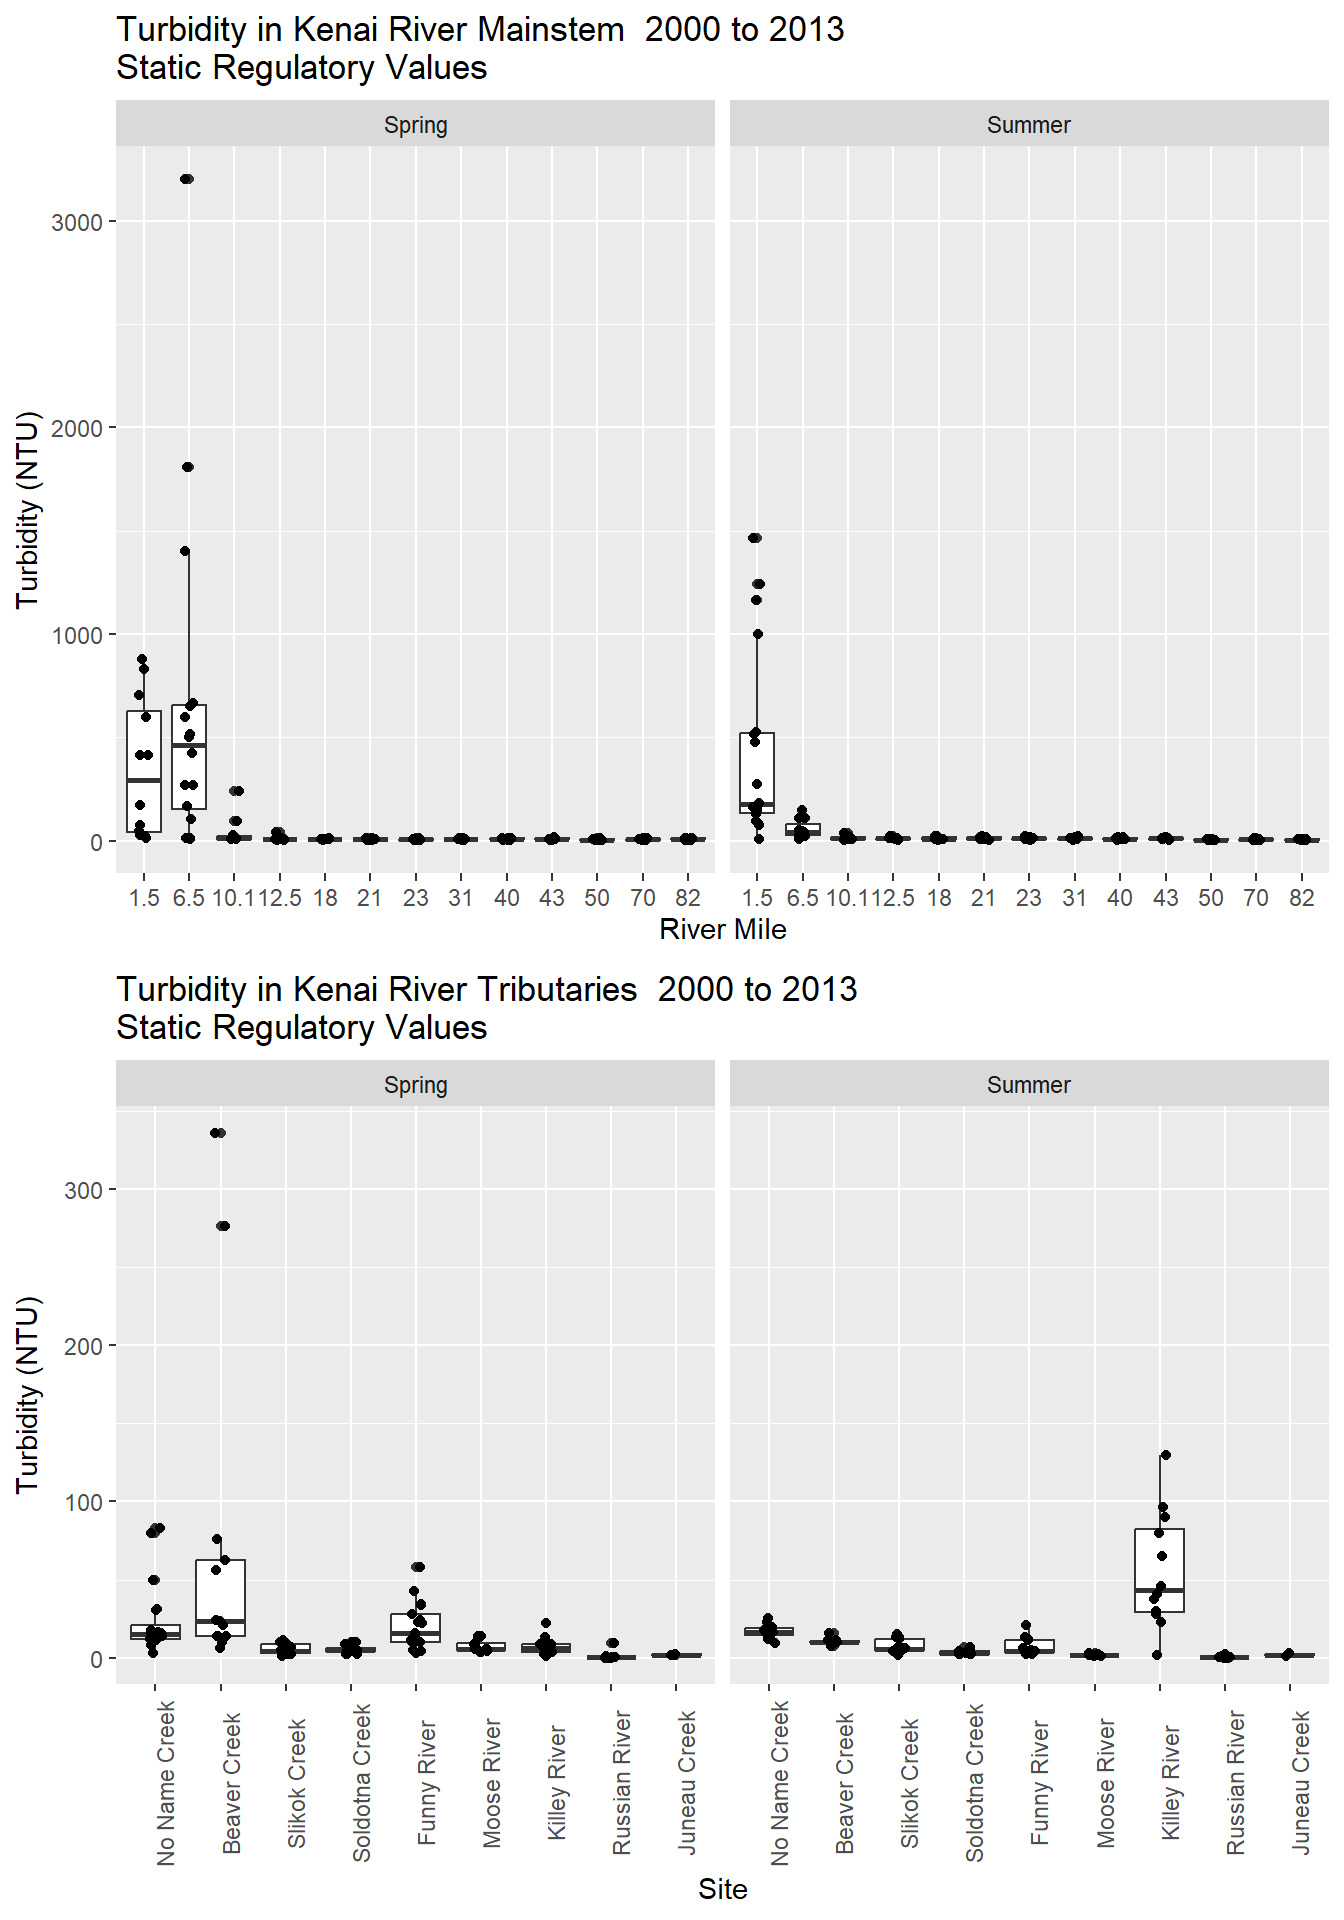 Turbidity in Kenai River Mainstem  2000 to 2013
Static Regulatory Values
Spring
Summer
Turbidity (NTU)
3000
2000
1000
0
1.5 6.5 10.1 12.5 18 21 23 31 40 43 50 70 82
1.5 6.5 10.1 12.5 18 21 23 31 40 43 50 70 82
River Mile
Turbidity in Kenai River Tributaries  2000 to 2013
Static Regulatory Values
Spring
Summer
Turbidity (NTU)
300
200
100
0
No Name Creek
Beaver Creek
Slikok Creek
Soldotna Creek
Funny River
Moose River
Killey River
Russian River
Juneau Creek
No Name Creek
Beaver Creek
Slikok Creek
Soldotna Creek
Funny River
Moose River
Killey River
Russian River
Juneau Creek
Site